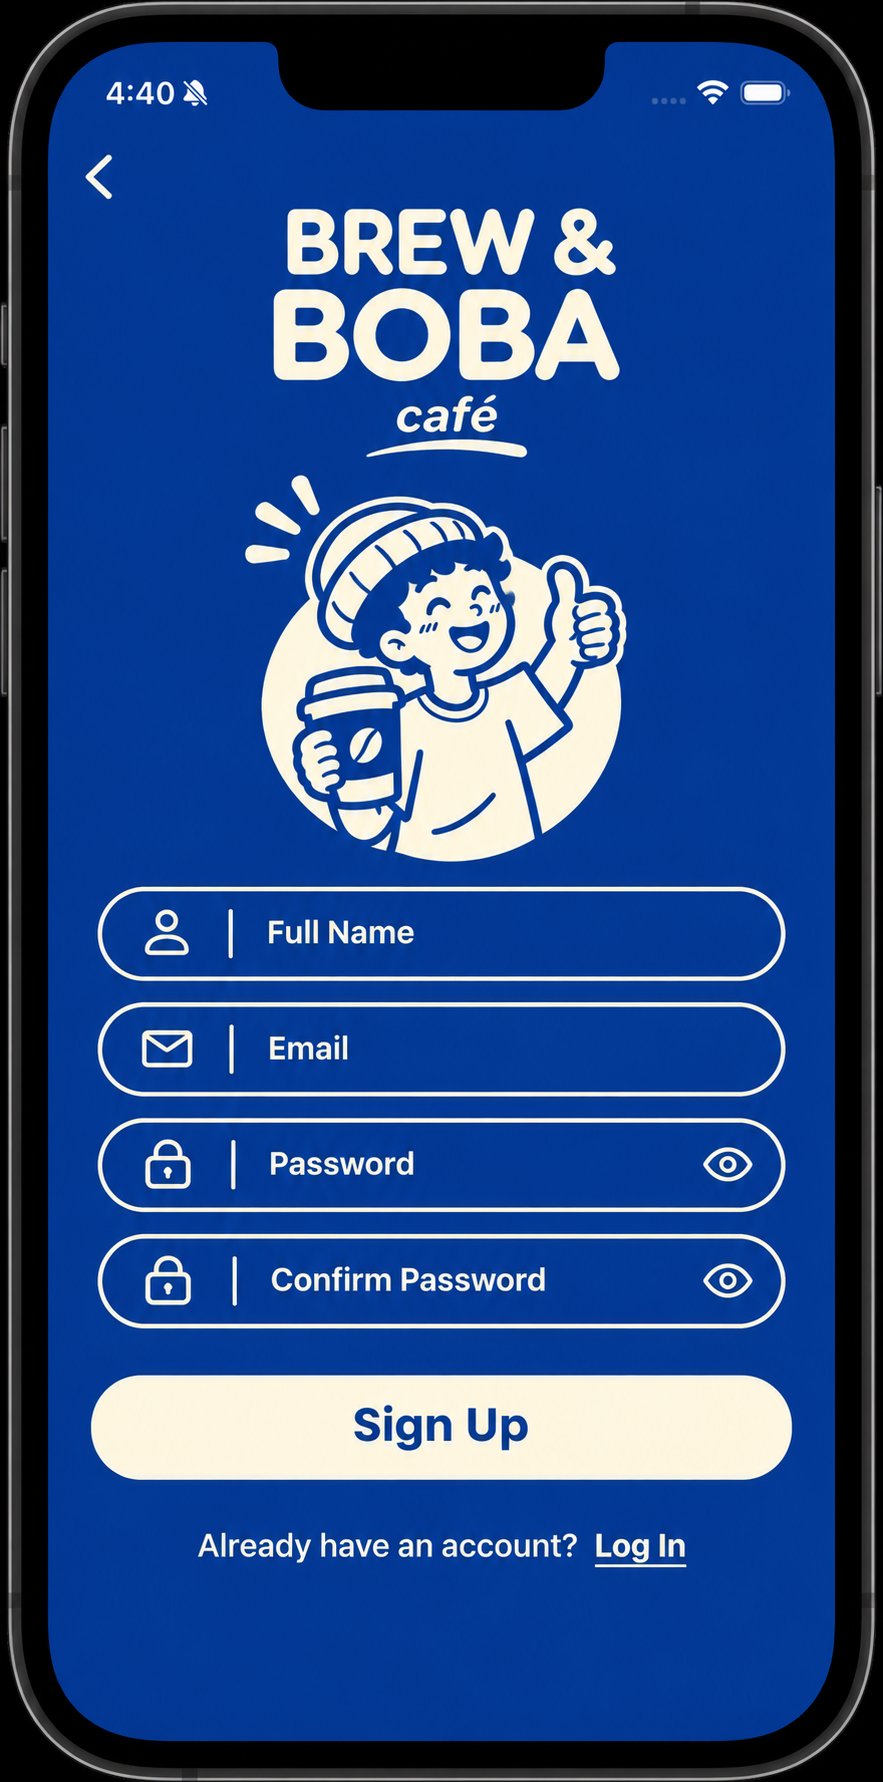 4:40
BREW &
BOBA
café
Full Name
Email
Password
Confirm Password
Sign Up
Already have an account? Log In